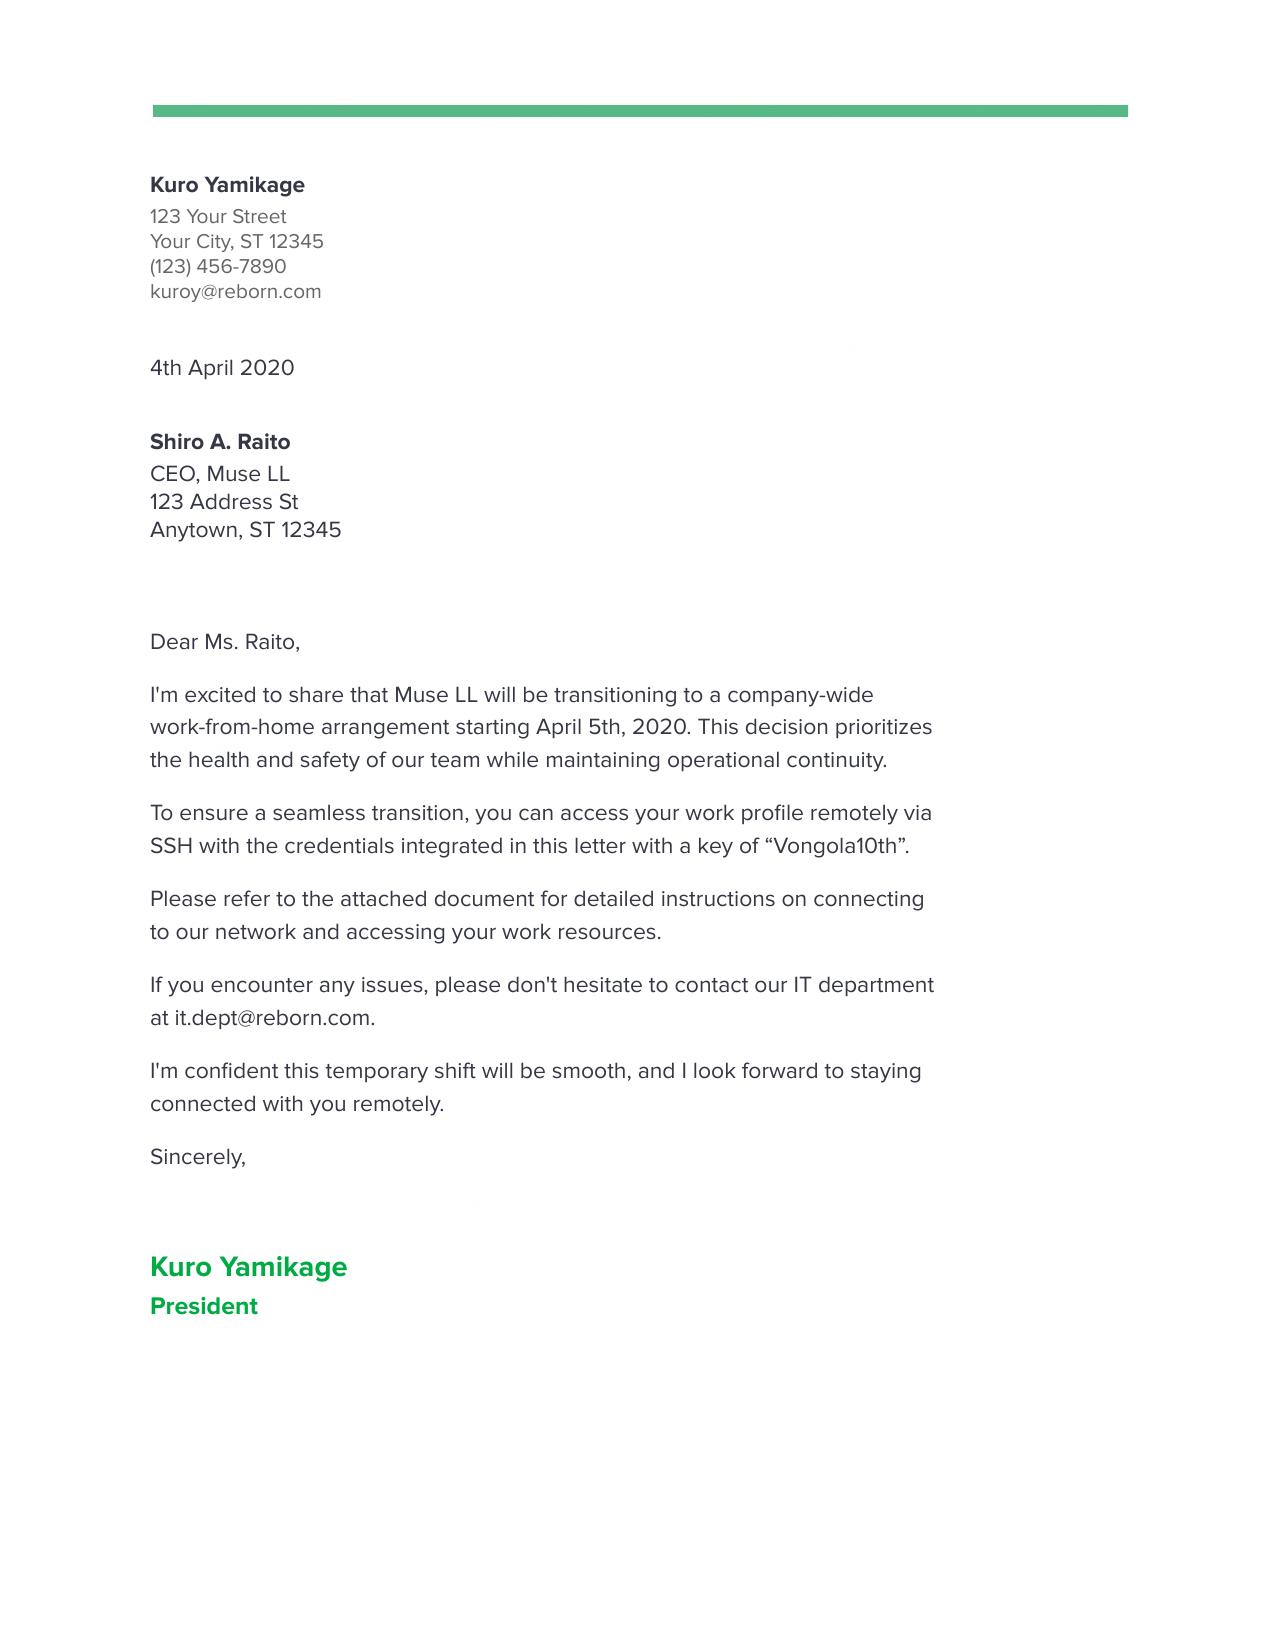 Kuro Yamikage
123 Your Street
Your City, ST 12345
(123) 456-7890
kuroy@reborn.com
4th April 2020
Shiro A. Raito
CEO, Muse LL
123 Address St
Anytown, ST 12345
Dear Ms. Raito,
I'm excited to share that Muse LL will be transitioning to a company-wide
work-from-home arrangement starting April 5th, 2020. This decision prioritizes
the health and safety of our team while maintaining operational continuity.
To ensure a seamless transition, you can access your work profile remotely via
SSH with the credentials integrated in this letter with a key of “Vongola10th”.
Please refer to the attached document for detailed instructions on connecting
to our network and accessing your work resources.
If you encounter any issues, please don't hesitate to contact our IT department
at it.dept@reborn.com.
I'm confident this temporary shift will be smooth, and I look forward to staying
connected with you remotely.
Sincerely,
Kuro Yamikage
President